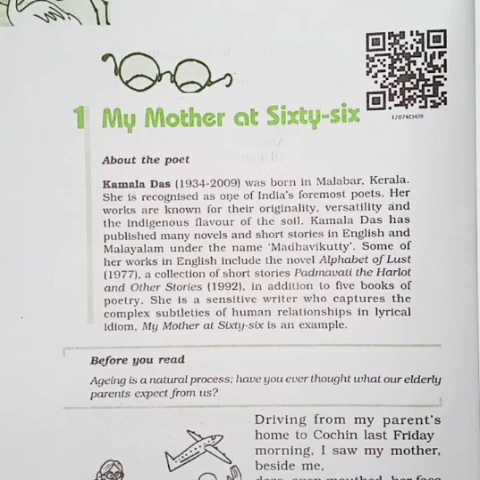 12074CH09
1 My Mother at Sixty-six
About the poet
Kamala Das (1934-2009) was born in Malabar, Kerala.
She is recognised as one of India's foremost poets. Her
works are known for their originality, versatility and
the indigenous flavour of the soil. Kamala Das has
published many novels and short stories in English and
Malayalam under the name 'Madhavikutty'. Some of
her works in English include the novel Alphabet of Lust
(1977), a collection of short stories Padmavati the Harlot
and Other Stories (1992), in addition to five books of
poetry. She is a sensitive writer who captures the
complex subtleties of human relationships in lyrical
idiom, My Mother at Sixty-six is an example.
Before you read
Ageing is a natural process; have you ever thought what our elderly
parents expect from us?
Driving from my parent's
home to Cochin last Friday
morning, I saw my mother,
beside me,
doze, open mouthed, her face